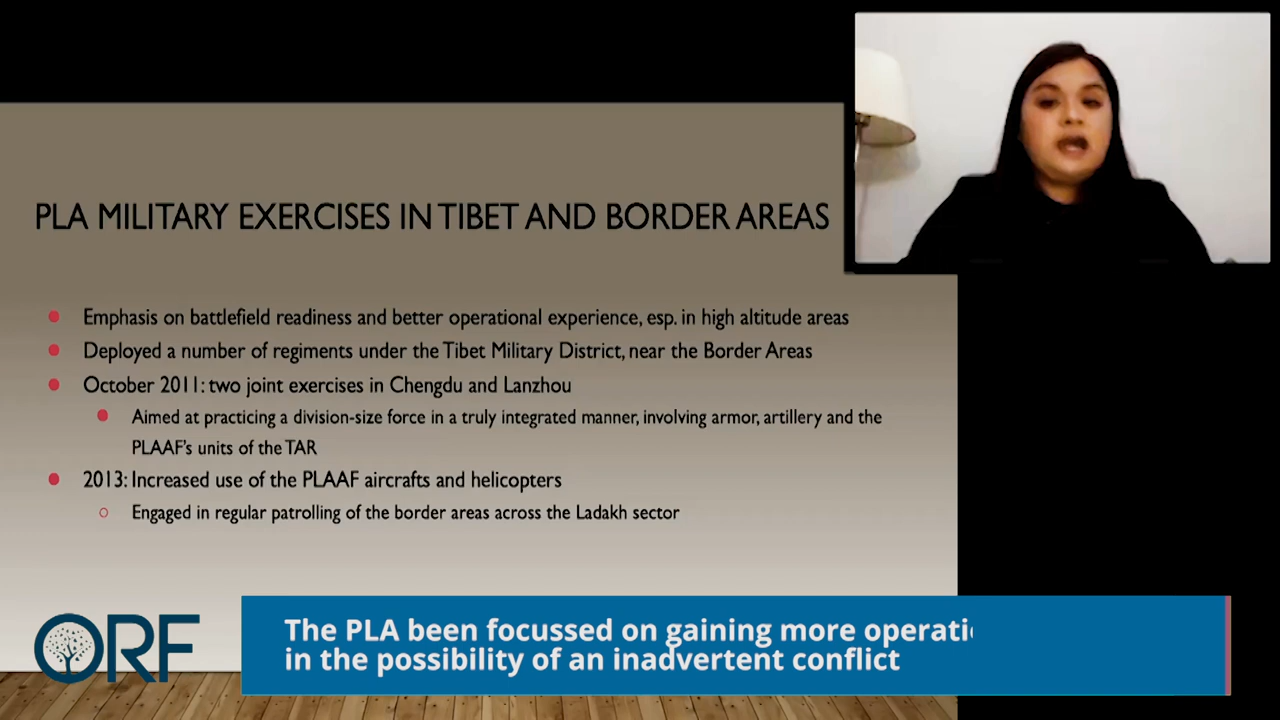 PLA MILITARY EXERCISES IN TIBET AND BORDER AREAS
Emphasis on battlefield readiness and better operational experience, esp. in high altitude areas
Deployed a number of regiments under the Tibet Military District, near the Border Areas
October 2011: two joint exercises in Chengdu and Lanzhou
Aimed at practicing a division-size force in a truly integrated manner, involving armor, artillery and the
PLAAF's units of the TAR
2013: Increased use of the PLAAF aircrafts and helicopters
Engaged in regular patrolling of the border areas across the Ladakh sector
ORF
The PLA been focussed on gaining more
in the possibility of an inadvertent conflict